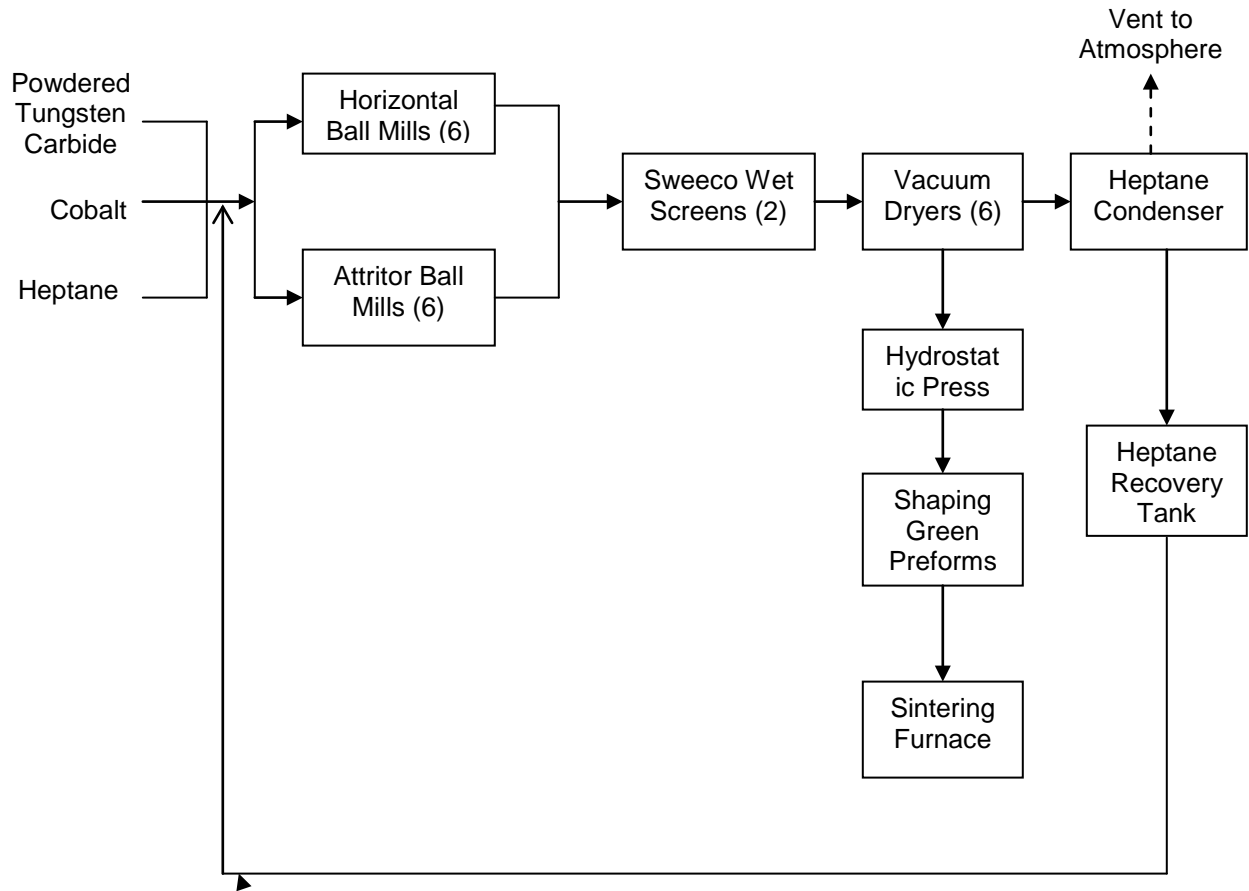 Vent to
Atmosphere
Powdered
Tungsten
Carbide
Cobalt
Heptane
Horizontal
Ball Mills (6)
Attritor Ball
Mills (6)
Sweeco Wet
Screens (2)
Vacuum
Dryers (6)
Heptane
Condenser
Hydrostat
ic Press
Shaping
Green
Preforms
Sintering
Furnace
Heptane
Recovery
Tank